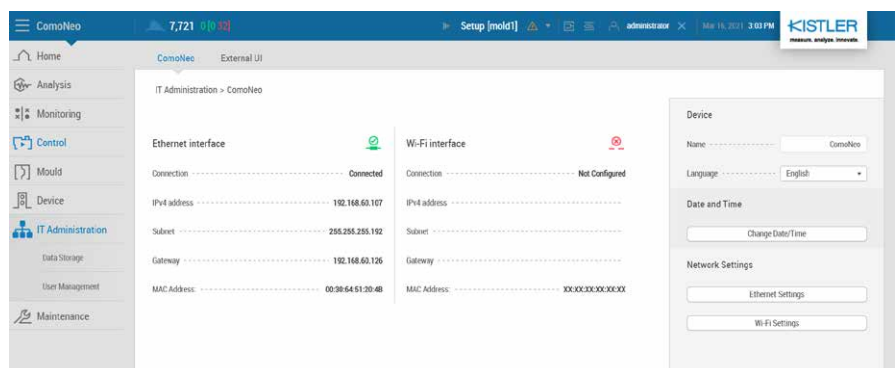 ComoNeo
7,721 0 [0 32]
Setup [mold1]
administrator
Mar 16, 2021 3:03 PM
KISTLER
measure. analyze. innovate.
Home
Analysis
Monitoring
Control
Mould
Device
IT Administration
Data Storage
User Management
Maintenance
ComoNeo External UI
IT Administration > ComoNeo
Ethernet interface
Connection Connected
IPv4 address 192.168.60.107
Subnet 255.255.255.192
Gateway 192.168.60.126
MAC Address: 00:30:64:51:20:4B
Wi-Fi interface
Connection Not Configured
IPv4 address
Subnet
Gateway
MAC Address: XX:XX:XX:XX:XX:XX
Device
Name ComoNeo
Language English
Date and Time
Change Date/Time
Network Settings
Ethernet Settings
Wi-Fi Settings